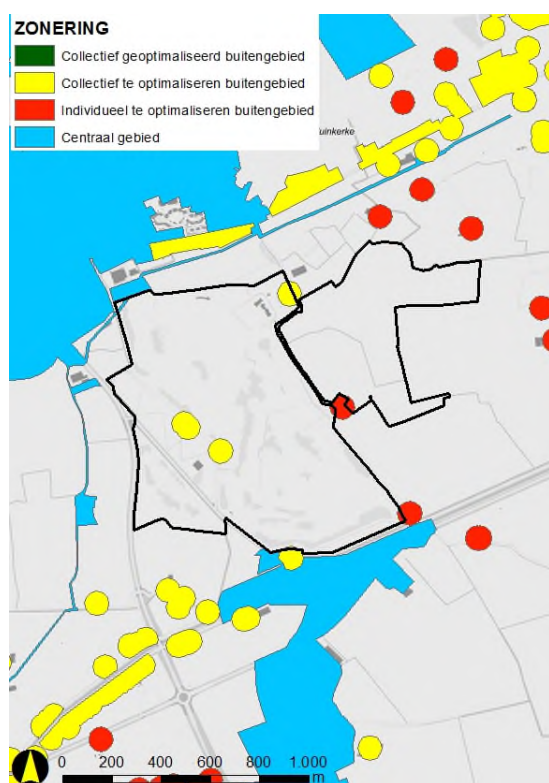 ZONERING
Collectief geoptimaliseerd buitengebied
Collectief te optimaliseren buitengebied
Individueel te optimaliseren buitengebied
Centraal gebied
uinkerke
0 200 400 600 800 1.000
m